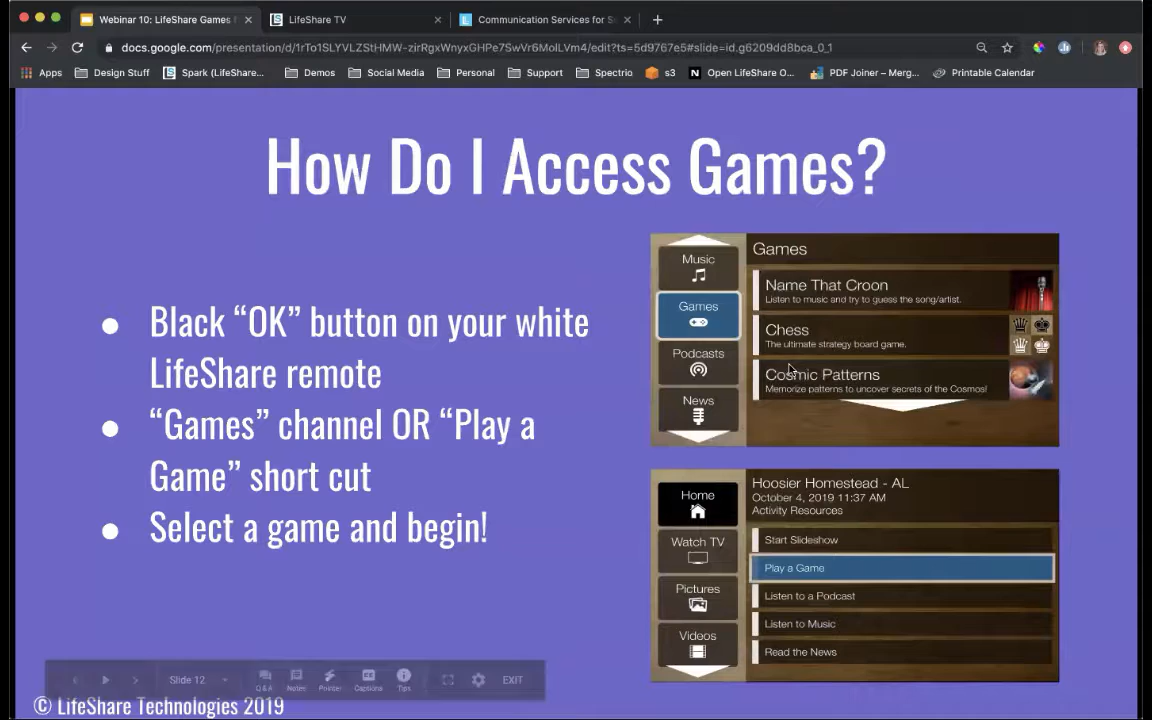 Webinar 10: LifeShare Games F
LifeShare TV
Communication Services for S
docs.google.com/presentation/d/1rTo1SLYVLZStHMW-zirRgxWnyxGHPe7SwVr6MolLVm4/edit?ts=5d9767e5#slide=id.g6209dd8bca_0_1
Apps
Design Stuff
Spark (LifeShare...
Demos
Social Media
Personal
Support
Spectrio
s3
Open LifeShare O...
PDF Joiner – Merg...
Printable Calendar
How Do I Access Games?
Black “OK” button on your white
LifeShare remote
“Games” channel OR “Play a
Game” short cut
Select a game and begin!
Music
Games
Podcasts
News
Games
Name That Croon
Listen to music and try to guess the song/artist.
Chess
The ultimate strategy board game.
Cosmic Patterns
Memorize patterns to uncover secrets of the Cosmos!
Home
Watch TV
Pictures
Videos
Hoosier Homestead - AL
October 4, 2019 11:37 AM
Activity Resources
Start Slideshow
Play a Game
Listen to a Podcast
Listen to Music
Read the News
Slide 12
Q&A
Notes
Pointer
Captions
Tips
EXIT
© LifeShare Technologies 2019